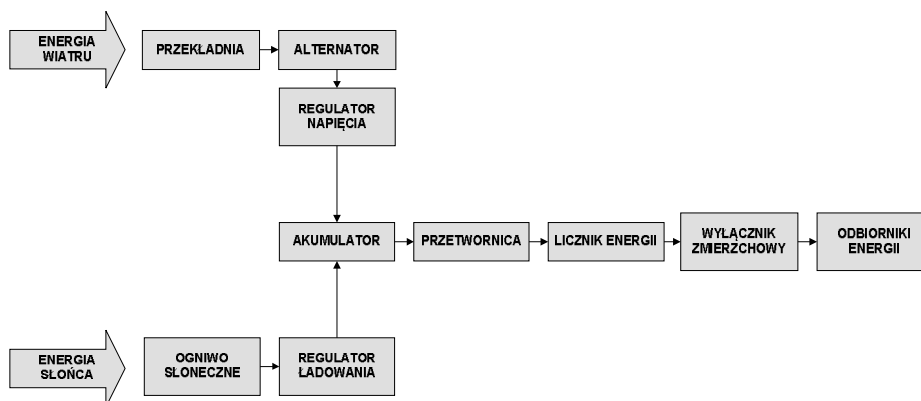 ENERGIA
WIATRU
PRZEKŁADNIA
ALTERNATOR
REGULATOR
NAPIĘCIA
AKUMULATOR
PRZETWORNICA
LICZNIK ENERGII
WYŁĄCZNIK
ZMIERZCHOWY
ODBIORNIKI
ENERGII
ENERGIA
SŁOŃCA
OGNIWO
SŁONECZNE
REGULATOR
ŁADOWANIA